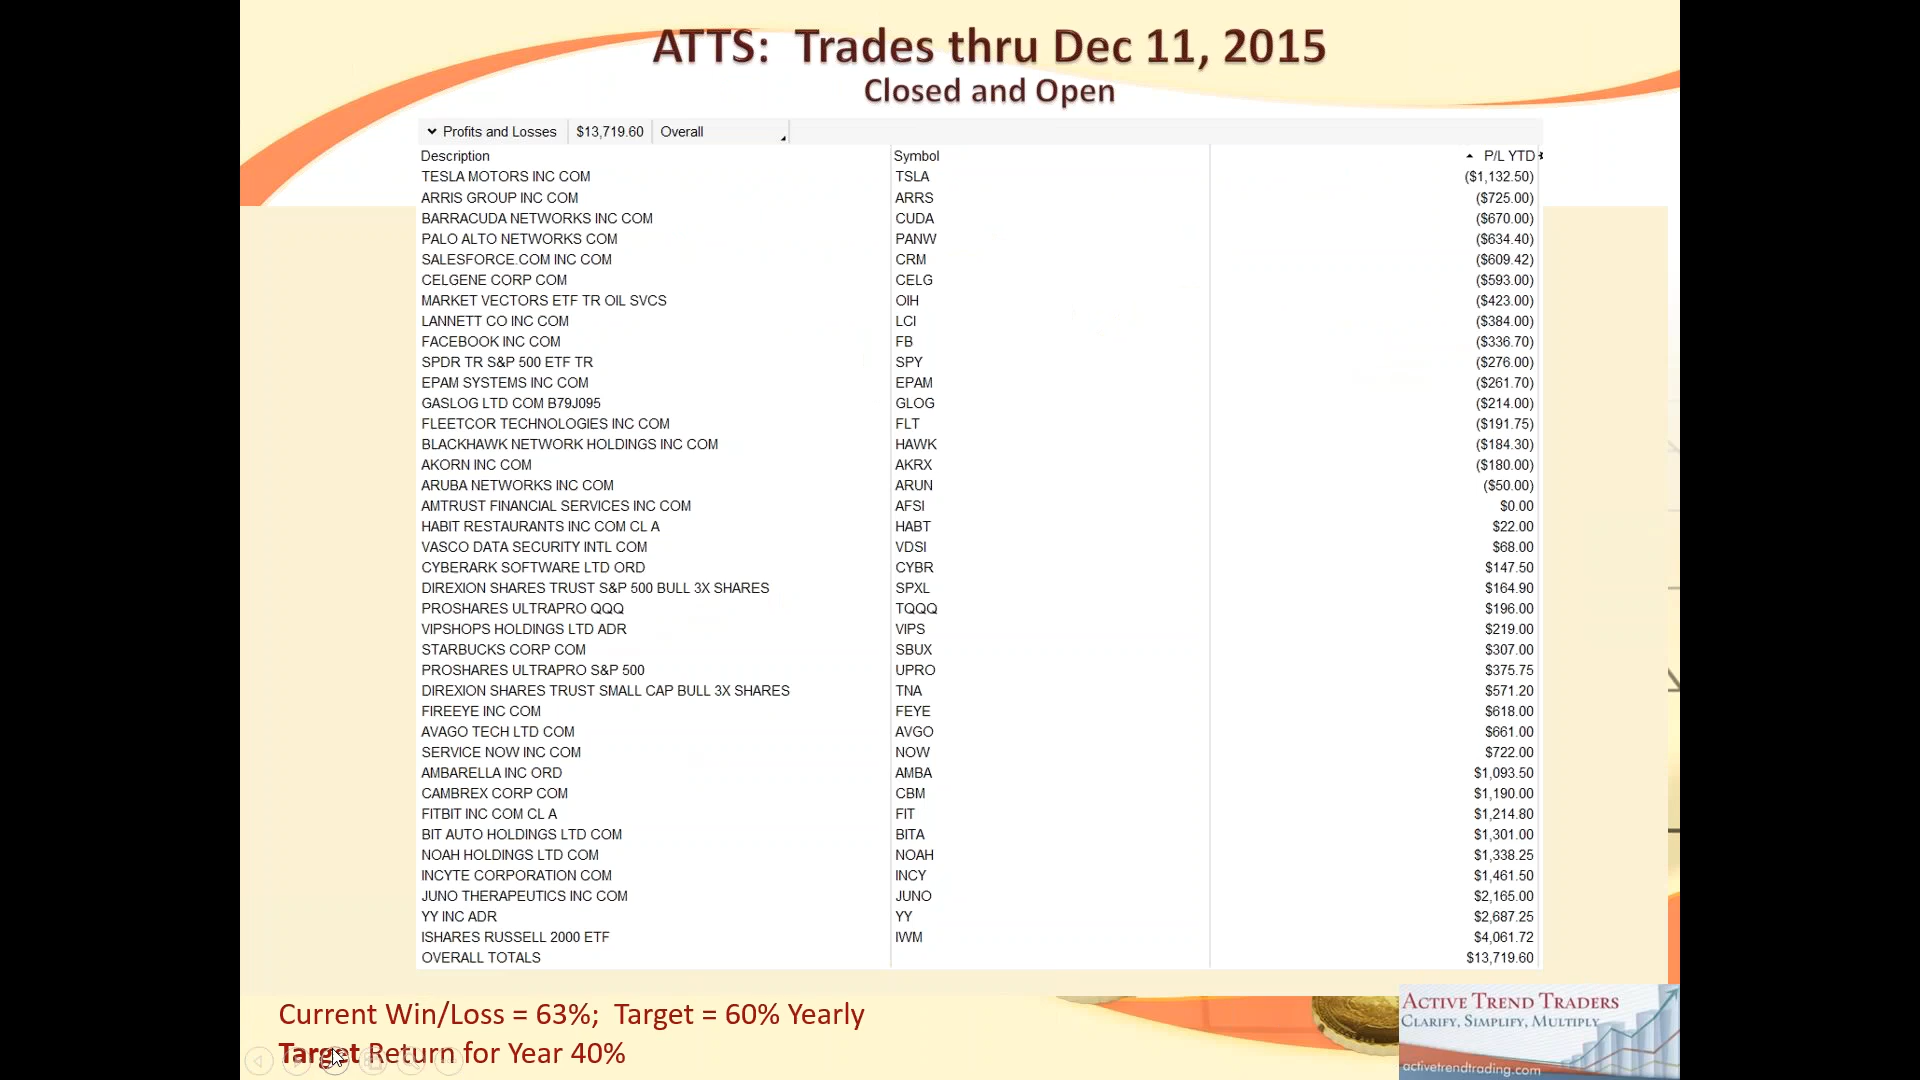 ATTS: Trades thru Dec 11, 2015
Closed and Open
Profits and Losses $13,719.60 Overall
Description Symbol P/L YTD
TESLA MOTORS INC COM TSLA ($1,132.50)
ARRIS GROUP INC COM ARRS ($725.00)
BARRACUDA NETWORKS INC COM CUDA ($670.00)
PALO ALTO NETWORKS COM PANW ($634.40)
SALESFORCE.COM INC COM CRM ($609.42)
CELGENE CORP COM CELG ($593.00)
MARKET VECTORS ETF TR OIL SVCS OIH ($423.00)
LANNETT CO INC COM LCI ($384.00)
FACEBOOK INC COM FB ($336.70)
SPDR TR S&P 500 ETF TR SPY ($276.00)
EPAM SYSTEMS INC COM EPAM ($261.70)
GASLOG LTD COM B79J095 GLOG ($214.00)
FLEETCOR TECHNOLOGIES INC COM FLT ($191.75)
BLACKHAWK NETWORK HOLDINGS INC COM HAWK ($184.30)
AKORN INC COM AKRX ($180.00)
ARUBA NETWORKS INC COM ARUN ($50.00)
AMTRUST FINANCIAL SERVICES INC COM AFSI $0.00
HABIT RESTAURANTS INC COM CL A HABT $22.00
VASCO DATA SECURITY INTL COM VDSI $68.00
CYBERARK SOFTWARE LTD ORD CYBR $147.50
DIREXION SHARES TRUST S&P 500 BULL 3X SHARES SPXL $164.90
PROSHARES ULTRAPRO QQQ TQQQ $196.00
VIPSHOPS HOLDINGS LTD ADR VIPS $219.00
STARBUCKS CORP COM SBUX $307.00
PROSHARES ULTRAPRO S&P 500 UPRO $375.75
DIREXION SHARES TRUST SMALL CAP BULL 3X SHARES TNA $571.20
FIREEYE INC COM FEYE $618.00
AVAGO TECH LTD COM AVGO $661.00
SERVICE NOW INC COM NOW $722.00
AMBARELLA INC ORD AMBA $1,093.50
CAMBREX CORP COM CBM $1,190.00
FITBIT INC COM CL A FIT $1,214.80
BIT AUTO HOLDINGS LTD COM BITA $1,301.00
NOAH HOLDINGS LTD COM NOAH $1,338.25
INCYTE CORPORATION COM INCY $1,461.50
JUNO THERAPEUTICS INC COM JUNO $2,165.00
YY INC ADR YY $2,687.25
ISHARES RUSSELL 2000 ETF IWM $4,061.72
OVERALL TOTALS $13,719.60
Current Win/Loss = 63%; Target = 60% Yearly
Target Return for Year 40%
ACTIVE TREND TRADERS
CLARIFY, SIMPLIFY, MULTIPLY
activetrendtrading.com